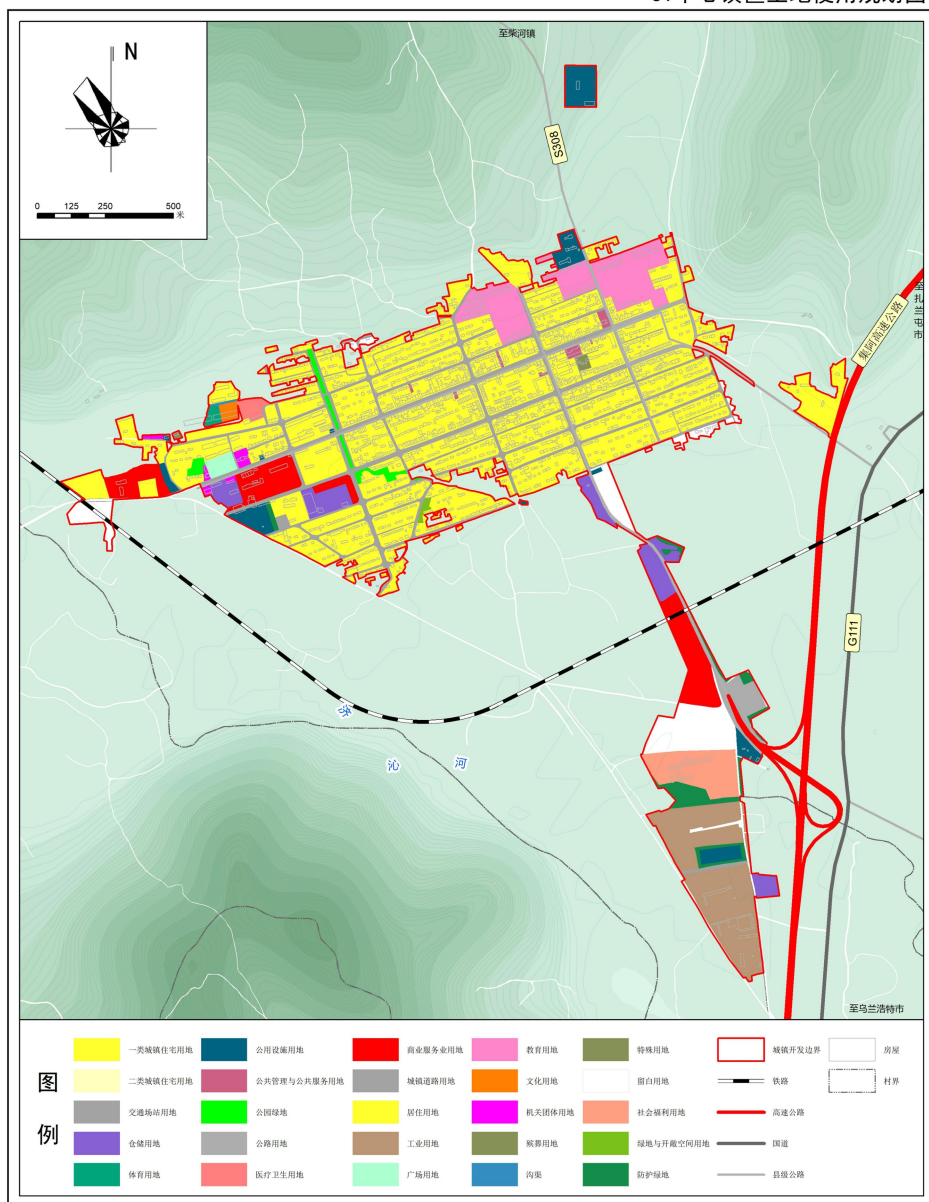 至柴河镇
N
0 125 250 500
米
S308
至扎兰屯市
集阿高速公路
G111
济
沁
河
至乌兰浩特市
图例
一类城镇住宅用地 公用设施用地 商业服务业用地 教育用地 特殊用地 城镇开发边界 房屋
二类城镇住宅用地 公共管理与公共服务用地 城镇道路用地 文化用地 留白用地 铁路 村界
交通场站用地 公园绿地 居住用地 机关团体用地 社会福利用地 高速公路
仓储用地 公路用地 工业用地 殡葬用地 绿地与开敞空间用地 国道
体育用地 医疗卫生用地 广场用地 沟渠 防护绿地 县级公路